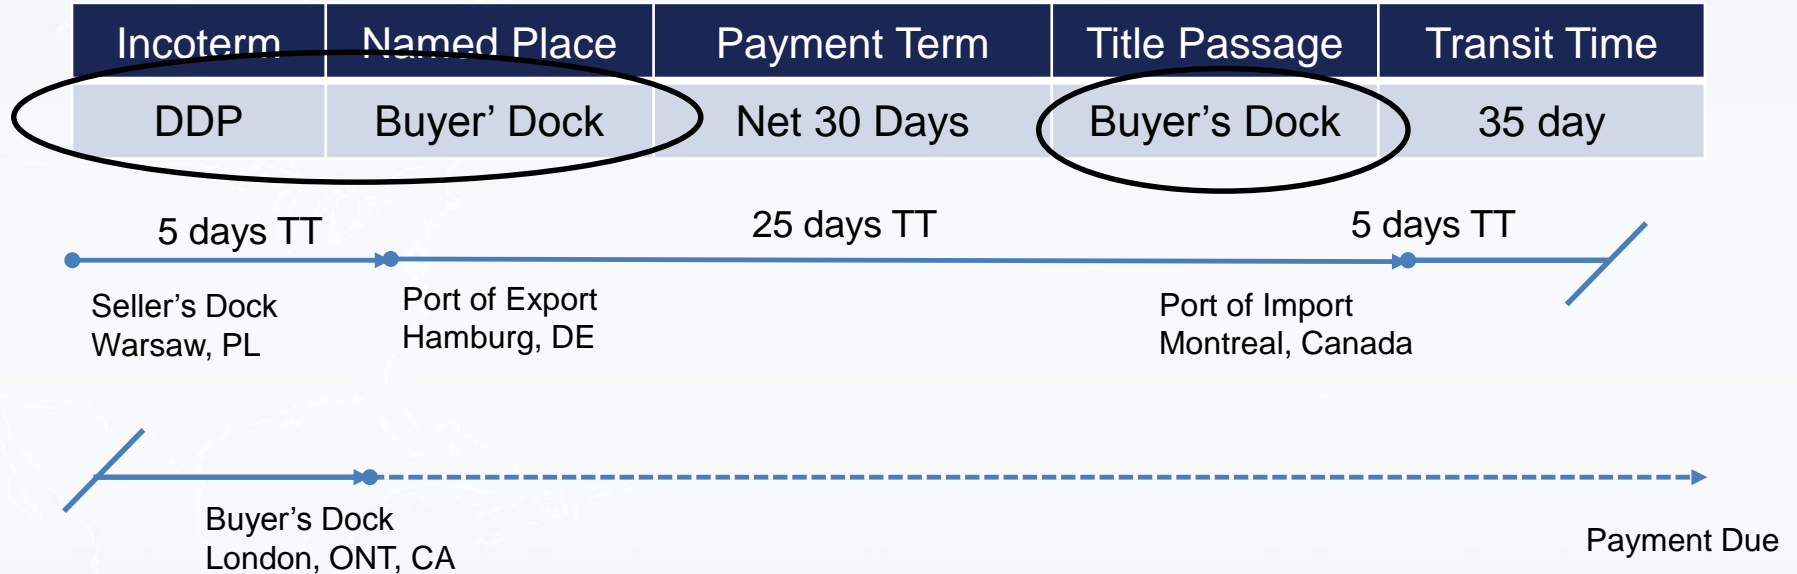 Incoterm Named Place Payment Term Title Passage Transit Time
DDP Buyer’ Dock Net 30 Days Buyer’s Dock 35 day
5 days TT 25 days TT 5 days TT
Seller’s Dock
Warsaw, PL
Port of Export
Hamburg, DE
Port of Import
Montreal, Canada
Buyer’s Dock
London, ONT, CA
Payment Due